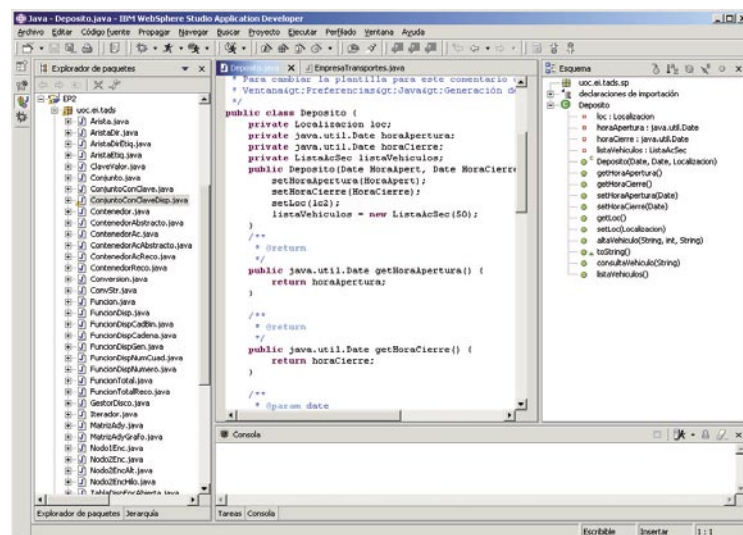 Java - Deposito.java - IBM WebSphere Studio Application Developer
Archivo Editar Código fuente Propagar Navegar Buscar Proyecto Ejecutar Perfilado Ventana Ayuda
Explorador de paquetes
EP2
uoc.ei.tads
Arista.java
AristaDir.java
AristaDirEtiq.java
AristaEtiq.java
ClaveValor.java
Conjunto.java
ConjuntoConClave.java
ConjuntoConClaveDisp.java
Contenedor.java
ContenedorAbstracto.java
ContenedorAc.java
ContenedorAcAbstracto.java
ContenedorAcReco.java
ContenedorReco.java
Conversion.java
ConvStr.java
Funcion.java
FuncionDisp.java
FuncionDispCadBin.java
FuncionDispCadena.java
FuncionDispGen.java
FuncionDispNumCuad.java
FuncionDispNumero.java
FuncionTotal.java
FuncionTotalReco.java
GestorDisco.java
Iterador.java
MatrizAdy.java
MatrizAdyGrafo.java
Nodo1Enc.java
Nodo2Enc.java
Nodo2EncAlt.java
Nodo2EncHilo.java
TablaDispEncAbierta.java
Explorador de paquetes Jerarquía
Deposito.java EmpresaTransportes.java
* Para cambiar la plantilla para este comentario
* Ventana&gt;Preferencias&gt;Java&gt;Generación de
*/
public class Deposito {
private Localizacion loc;
private java.util.Date horaApertura;
private java.util.Date horaCierre;
private ListaAcSec listaVehiculos;
public Deposito(Date HoraApert, Date HoraCierre
setHoraApertura(HoraApert);
setHoraCierre(HoraCierre);
setLoc(lc2);
listaVehiculos = new ListaAcSec(50);
}
/**
* @return
*/
public java.util.Date getHoraApertura() {
return horaApertura;
}
/**
* @return
*/
public java.util.Date getHoraCierre() {
return horaCierre;
}
/**
* @param date
Consola
Tareas Consola
Esquema
uoc.ei.tads.sp
declaraciones de importación
Deposito
loc : Localizacion
horaApertura : java.util.Date
horaCierre : java.util.Date
listaVehiculos : ListaAcSec
Deposito(Date, Date, Localizacion)
getHoraApertura()
getHoraCierre()
setHoraApertura(Date)
setHoraCierre(Date)
getLoc()
setLoc(Localizacion)
altaVehiculo(String, int, String)
toString()
consultaVehiculo(String)
listaVehiculos()
Escribible Insertar 1 : 1